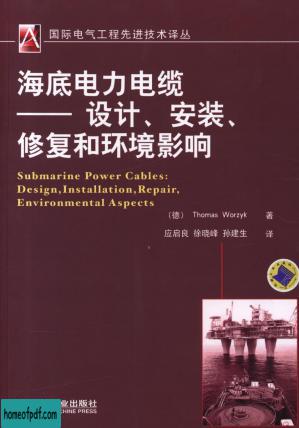 国际电气工程先进技术译丛
海底电力电缆
—— 设计、安装、
修复和环境影响
Submarine Power Cables:
Design,Installation,Repair,
Environmental Aspects
(德) Thomas Worzyk 著
应启良 徐晓峰 孙建生 译
业出版社
MACHINE PRESS
homeofpdf.com